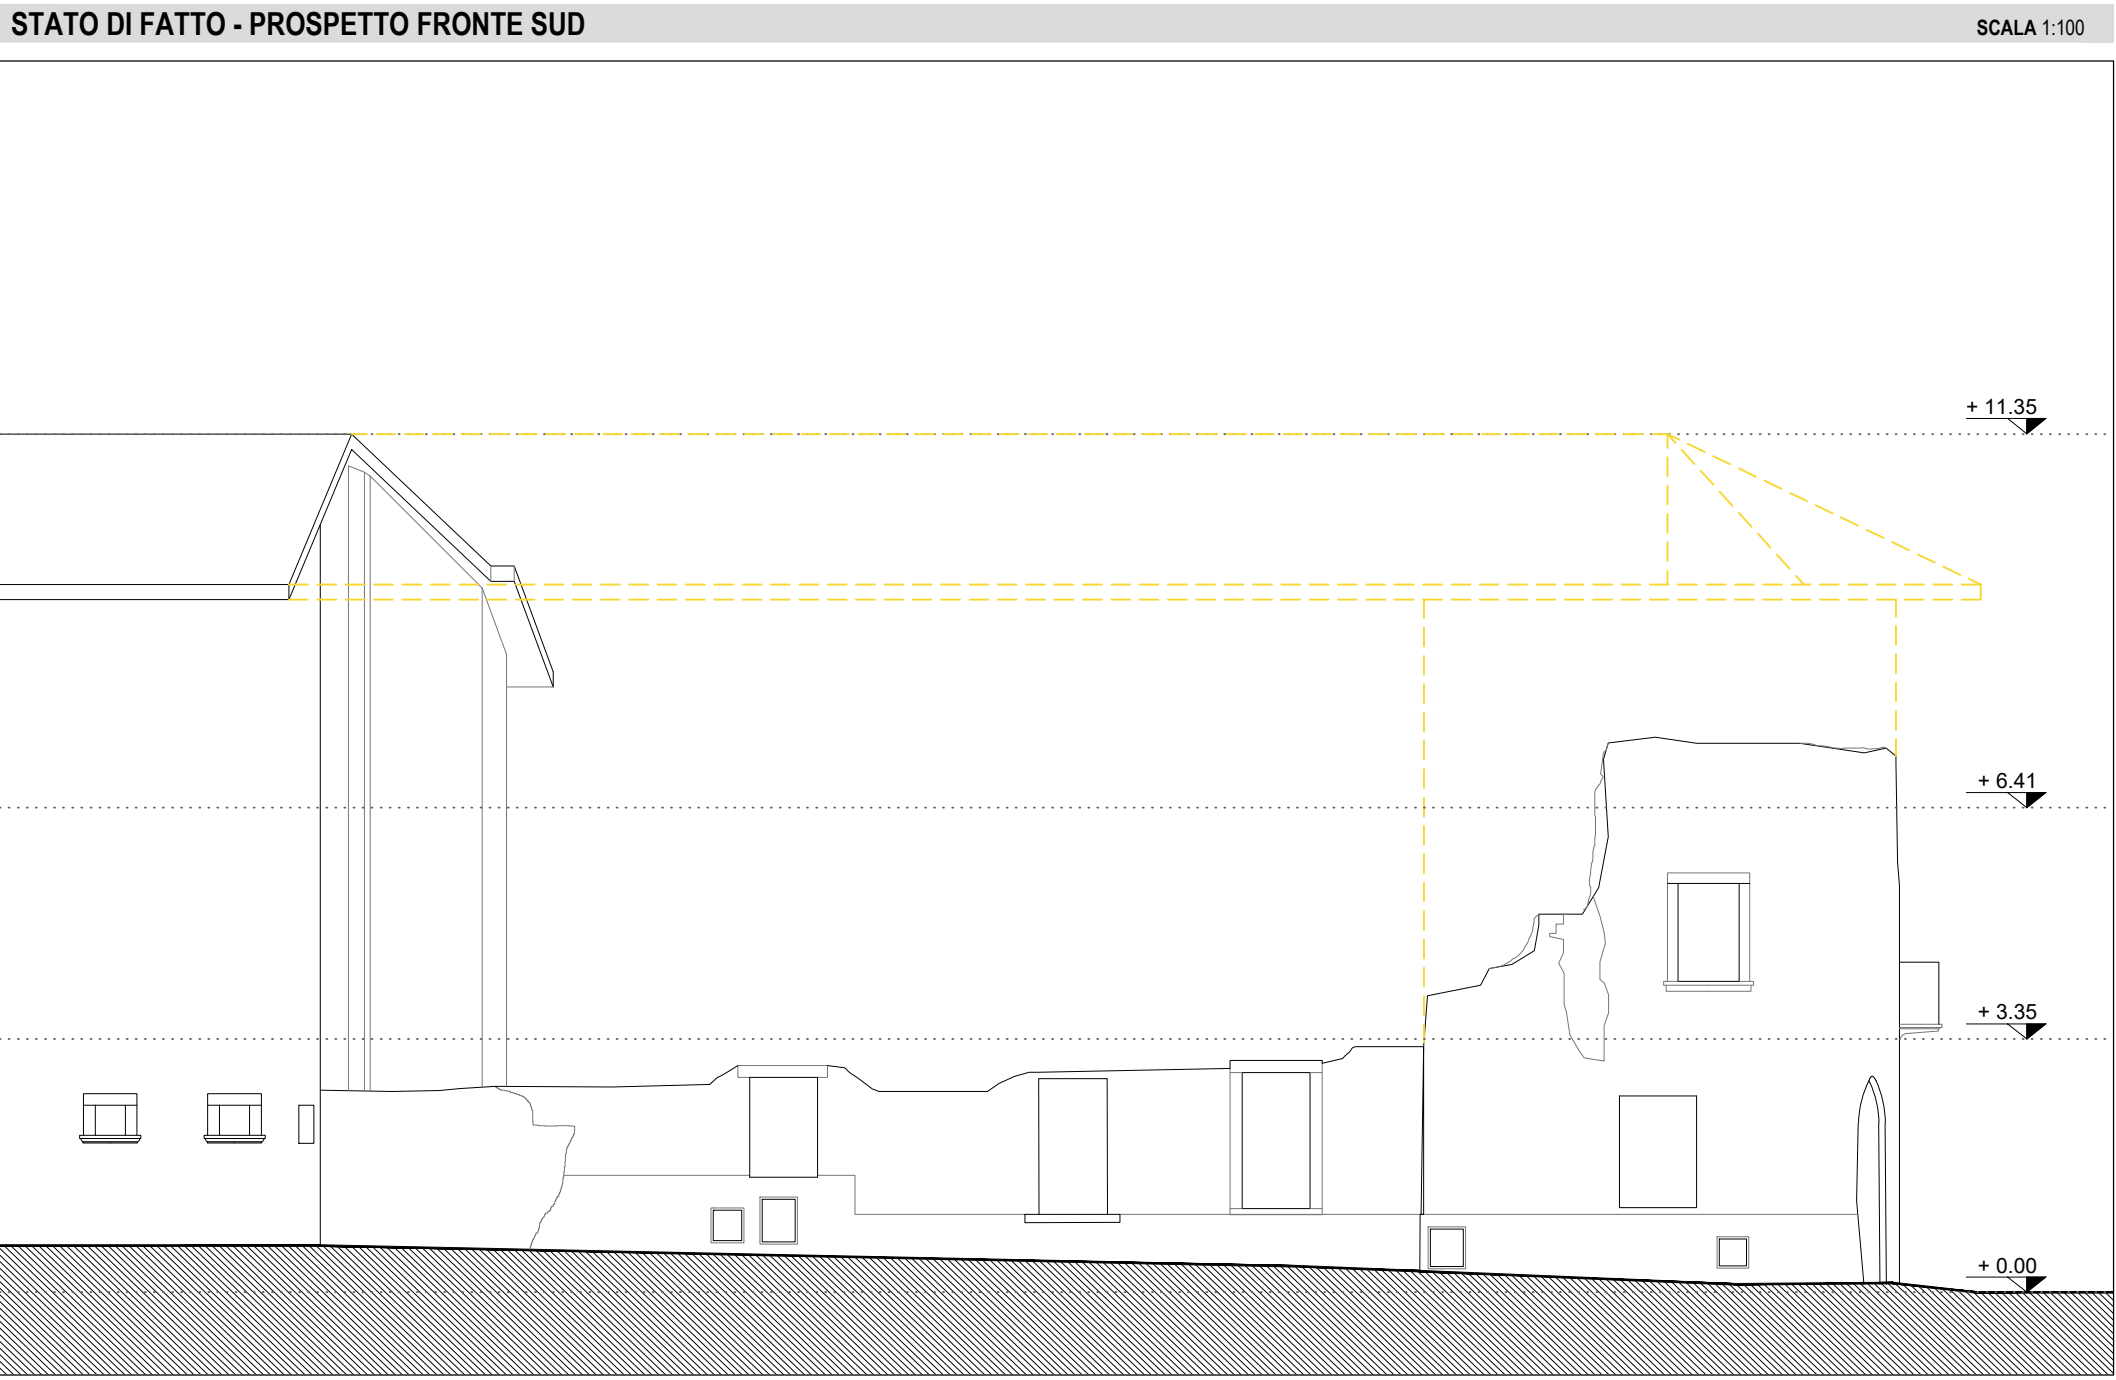 STATO DI FATTO - PROSPETTO FRONTE SUD
SCALA 1:100
+ 11.35
+ 6.41
+ 3.35
+ 0.00